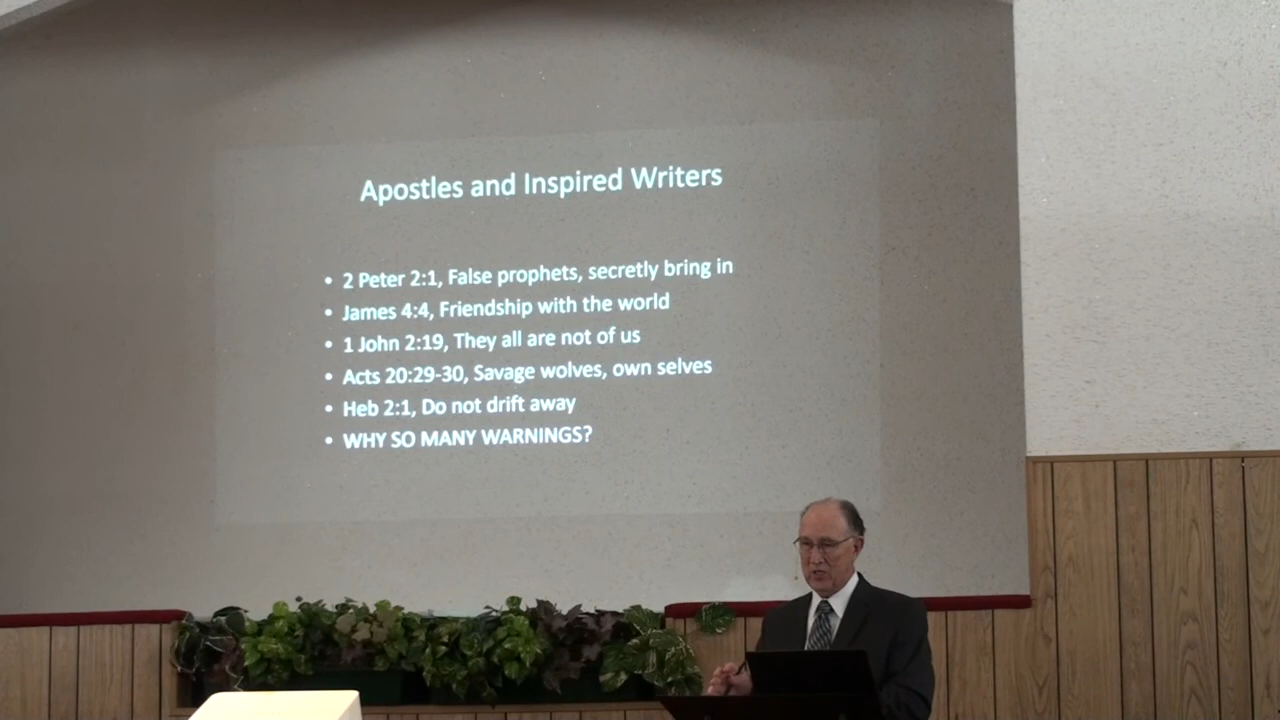 Apostles and Inspired Writers
• 2 Peter 2:1, False prophets, secretly bring in
• James 4:4, Friendship with the world
• 1 John 2:19, They all are not of us
• Acts 20:29-30, Savage wolves, own selves
• Heb 2:1, Do not drift away
• WHY SO MANY WARNINGS?